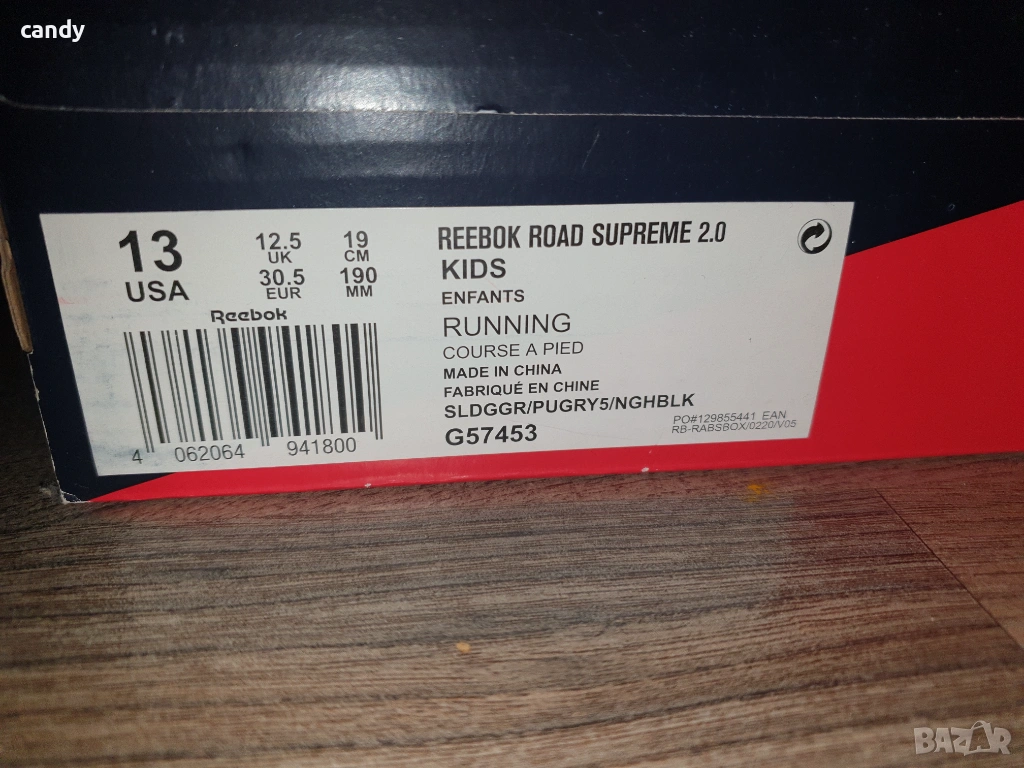 candy
13
USA
12.5
UK
30.5
EUR
19
CM
190
MM
Reebok
4 062064 941800
REEBOK ROAD SUPREME 2.0
KIDS
ENFANTS
RUNNING
COURSE A PIED
MADE IN CHINA
FABRIQUÉ EN CHINE
SLDGGR/PUGRY5/NGHBLK
G57453
PO#129855441 EAN
RB-RABSBOX/0220/V05
BAZAR